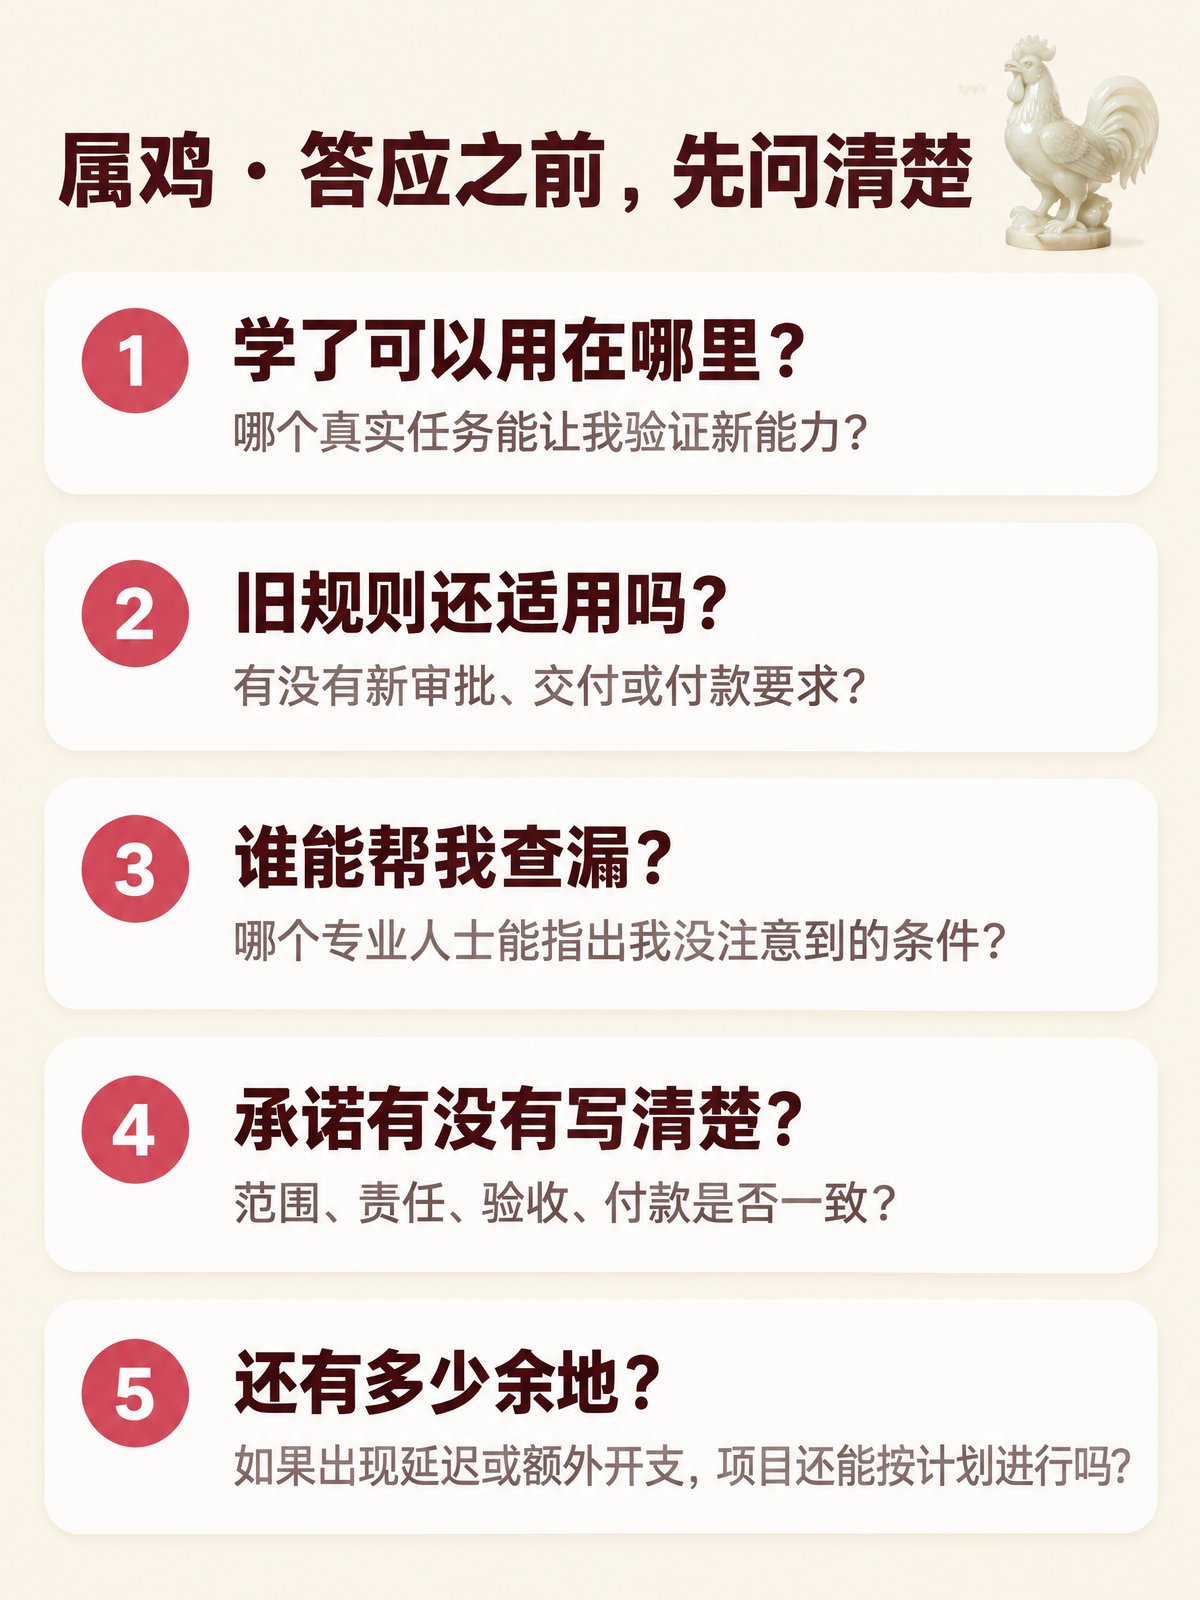 属鸡·答应之前，先问清楚
1
学了可以用在哪里？
哪个真实任务能让我验证新能力？
2
旧规则还适用吗？
有没有新审批、交付或付款要求？
3
谁能帮我查漏？
哪个专业人士能指出我没注意到的条件？
4
承诺有没有写清楚？
范围、责任、验收、付款是否一致？
5
还有多少余地？
如果出现延迟或额外开支，项目还能按计划进行吗？